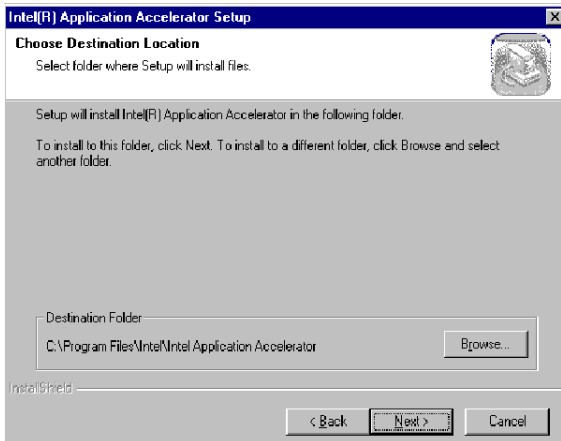 Intel(R) Application Accelerator Setup
Choose Destination Location
Select folder where Setup will install files.
Setup will install Intel(R) Application Accelerator in the following folder.
To install to this folder, click Next. To install to a different folder, click Browse and select
another folder.
Destination Folder
C:\Program Files\Intel\Intel Application Accelerator
Browse...
InstallShield
< Back
Next >
Cancel